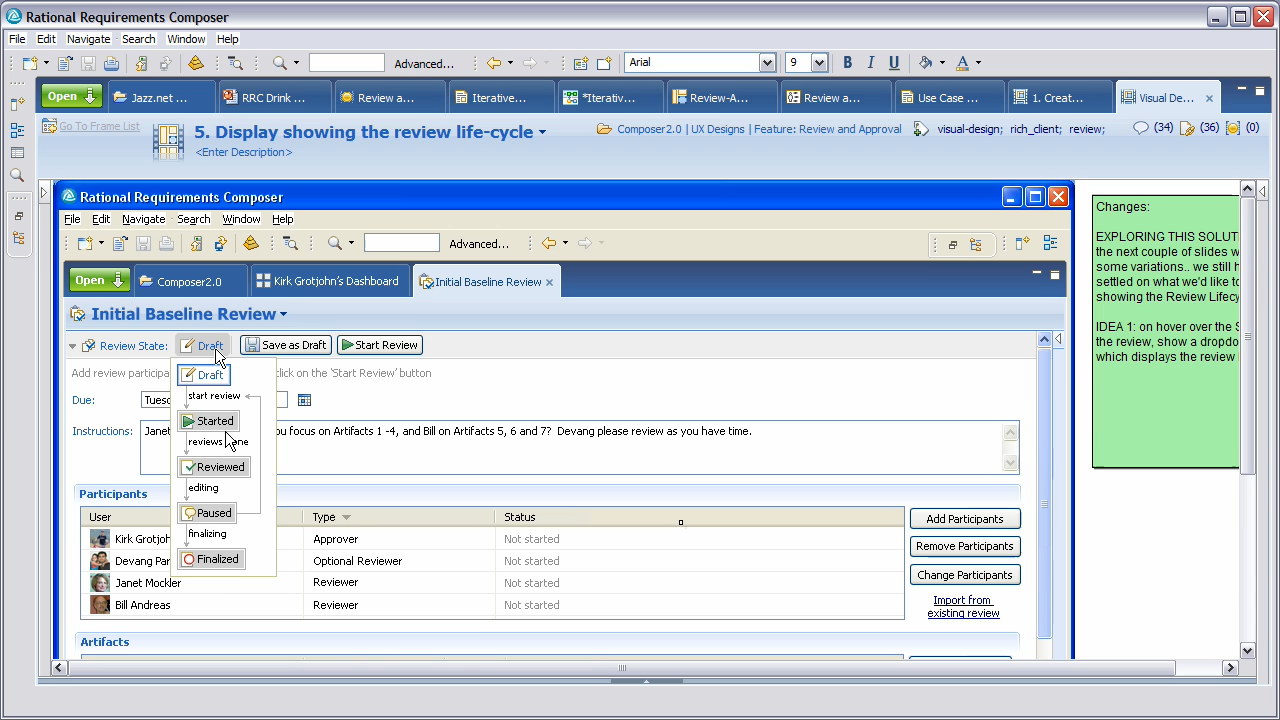 Rational Requirements Composer
File Edit Navigate Search Window Help
Advanced... Arial 9 B I U A
Open Jazz.net ... RRC Drink ... Review a... Iterative... *Iterativ... Review-A... Review a... Use Case ... 1. Creat... Visual De...
Go To Frame List
5. Display showing the review life-cycle
Composer2.0 | UX Designs | Feature: Review and Approval visual-design; rich_client; review; (34) (36) (0)
<Enter Description>
Rational Requirements Composer
File Edit Navigate Search Window Help
Advanced...
Open Composer2.0 Kirk Grotjohn's Dashboard Initial Baseline Review
Initial Baseline Review
Review State: Draft Save as Draft Start Review
Add review participa click on the 'Start Review' button
Draft
Due: Tuesd
start review
Started
Instructions: Janet ou focus on Artifacts 1 -4, and Bill on Artifacts 5, 6 and 7? Devang please review as you have time.
reviews
Reviewed
editing
Participants
Paused
finalizing
Finalized
User Type Status
Kirk Grotjoh Approver Not started
Devang Par Optional Reviewer Not started
Janet Mockler Reviewer Not started
Bill Andreas Reviewer Not started
Add Participants
Remove Participants
Change Participants
Import from
existing review
Artifacts
Changes:
EXPLORING THIS SOLUT
the next couple of slides w
some variations.. we still h
settled on what we'd like to
showing the Review Lifecy
IDEA 1: on hover over the S
the review, show a dropdo
which displays the review